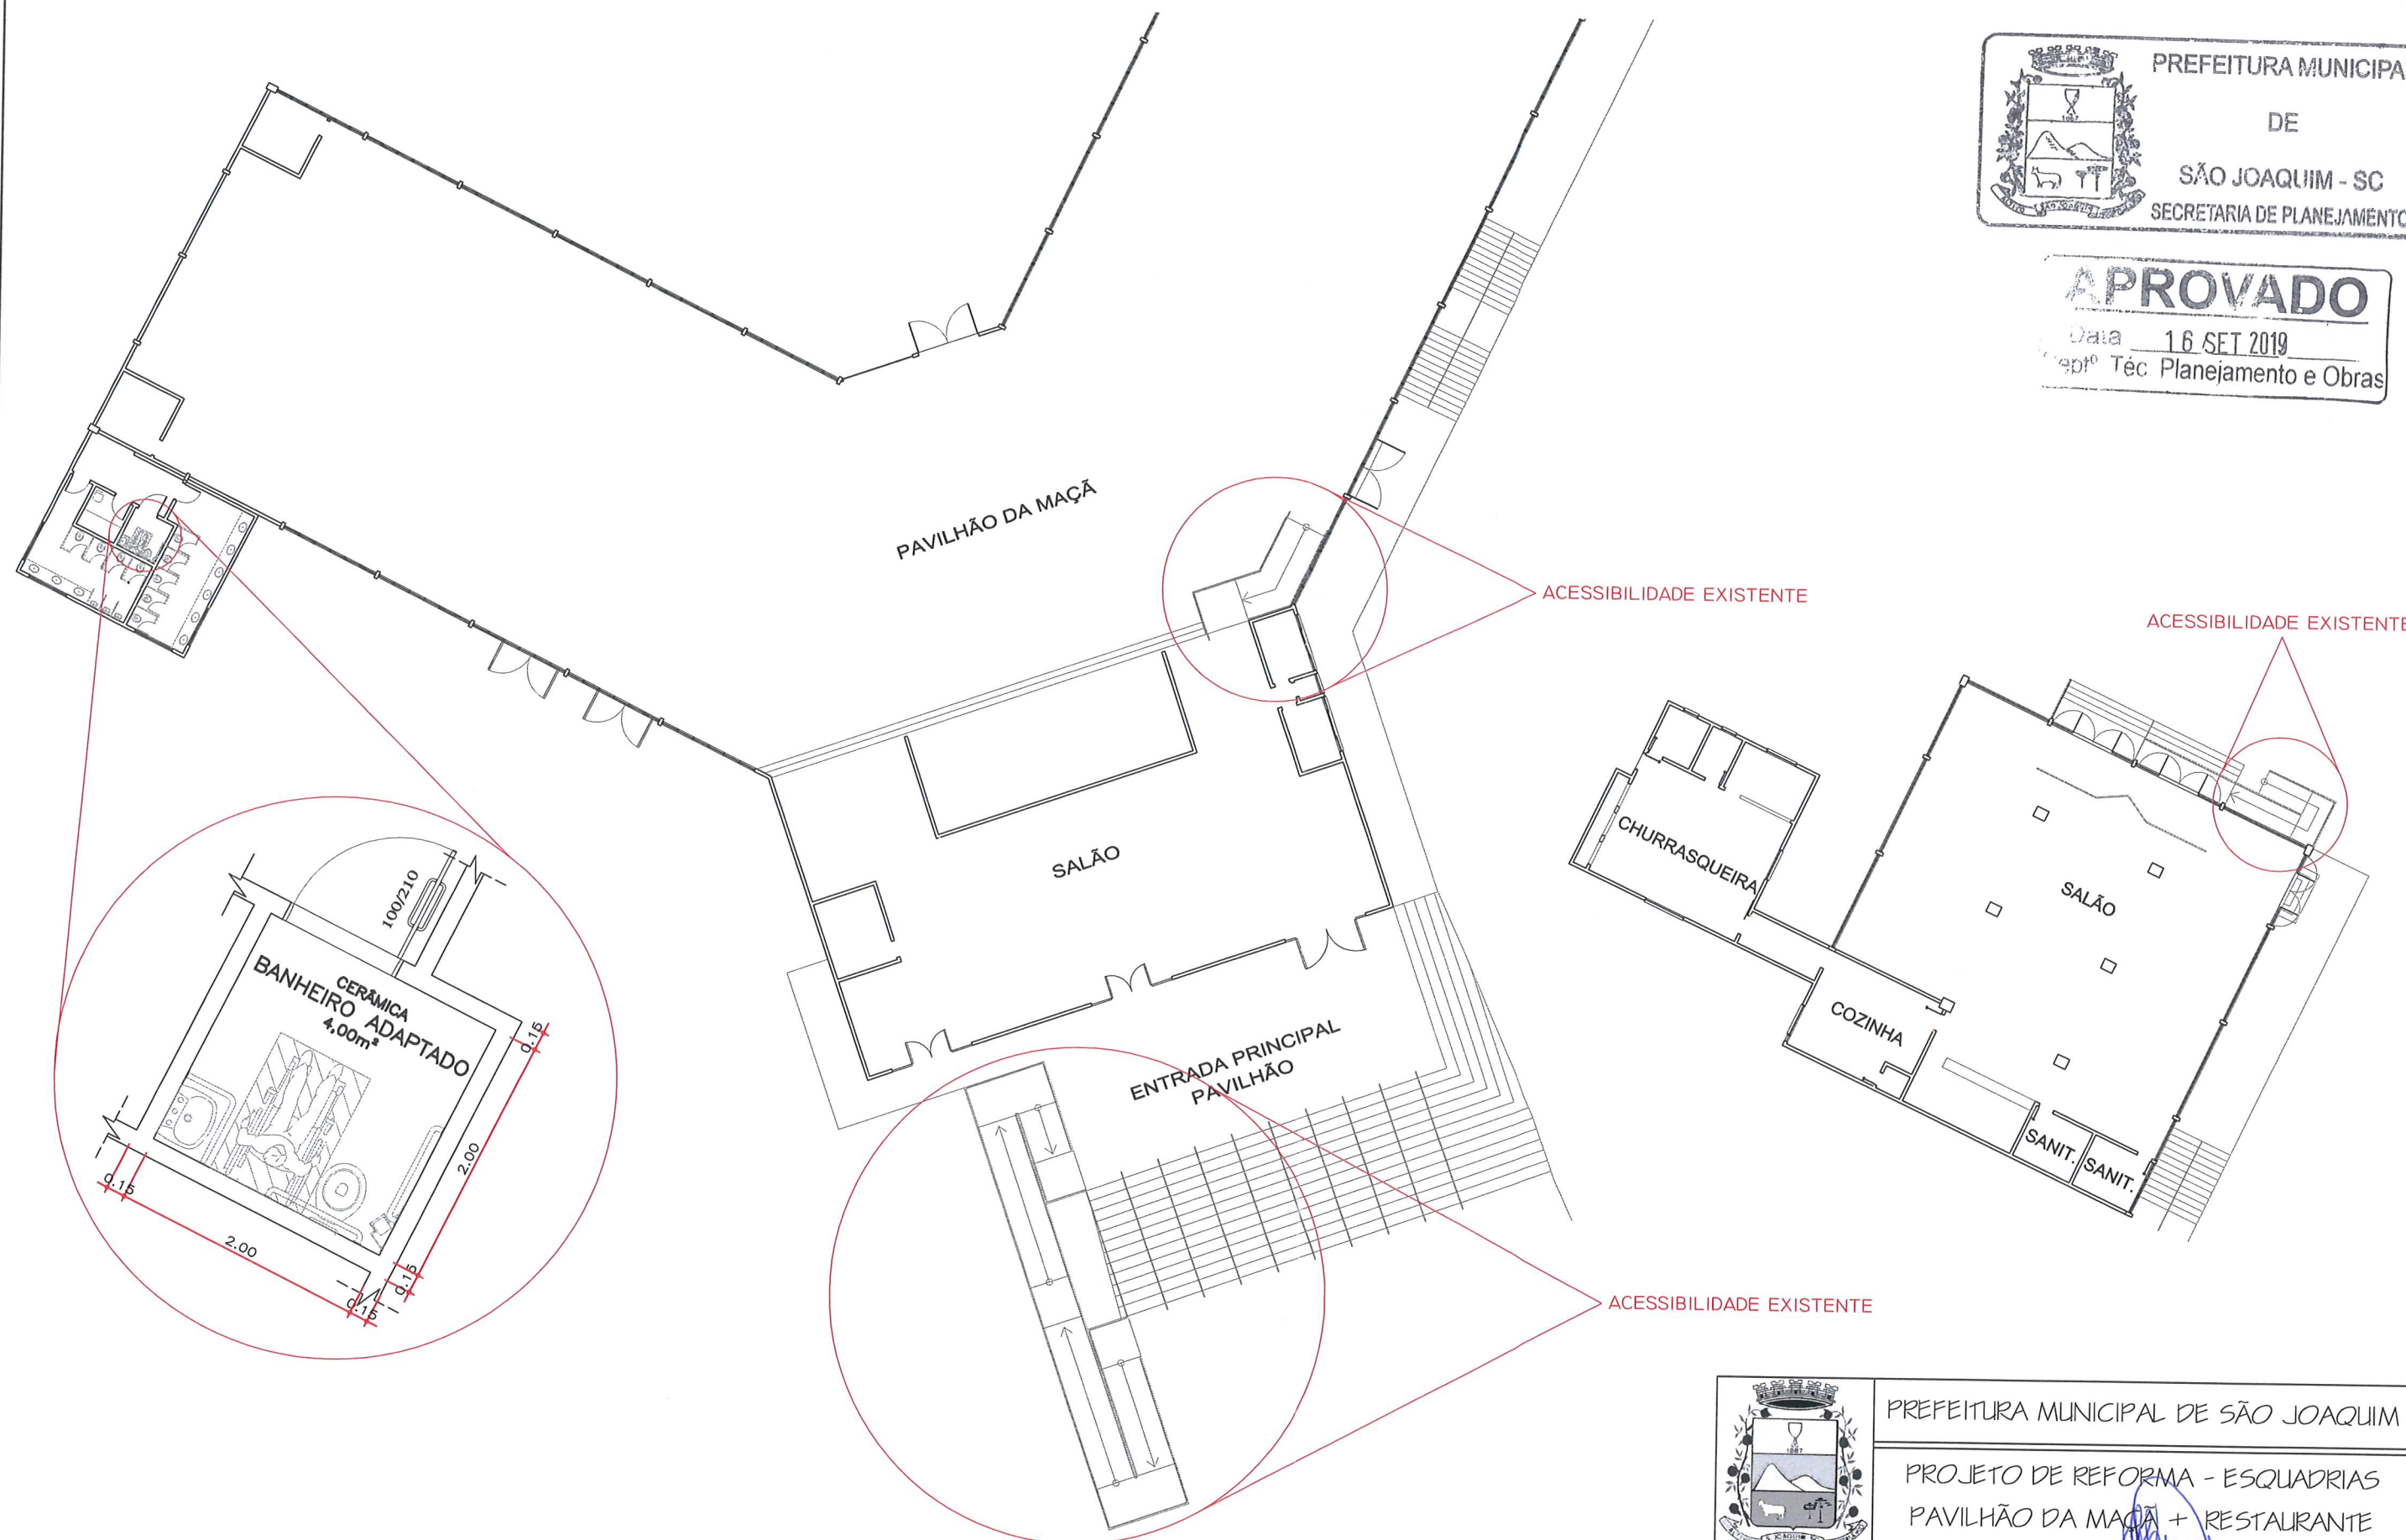 PREFEITURA MUNICIPA
DE
SÃO JOAQUIM - SC
SECRETARIA DE PLANEJAMENTO
1887
APROVADO
Data 16 SET 2019
eptº Téc Planejamento e Obras
PAVILHÃO DA MAÇÃ
ACESSIBILIDADE EXISTENTE
ACESSIBILIDADE EXISTENTE
SALÃO
CHURRASQUEIRA
SALÃO
COZINHA
SANIT.
SANIT.
ENTRADA PRINCIPAL
PAVILHÃO
100/210
CERÂMICA
BANHEIRO ADAPTADO
4,00m²
0.15
2.00
0.15
0.15
2.00
0.15
ACESSIBILIDADE EXISTENTE
1887
PREFEITURA MUNICIPAL DE SÃO JOAQUIM
PROJETO DE REFORMA - ESQUADRIAS
PAVILHÃO DA MAÇÃ + RESTAURANTE